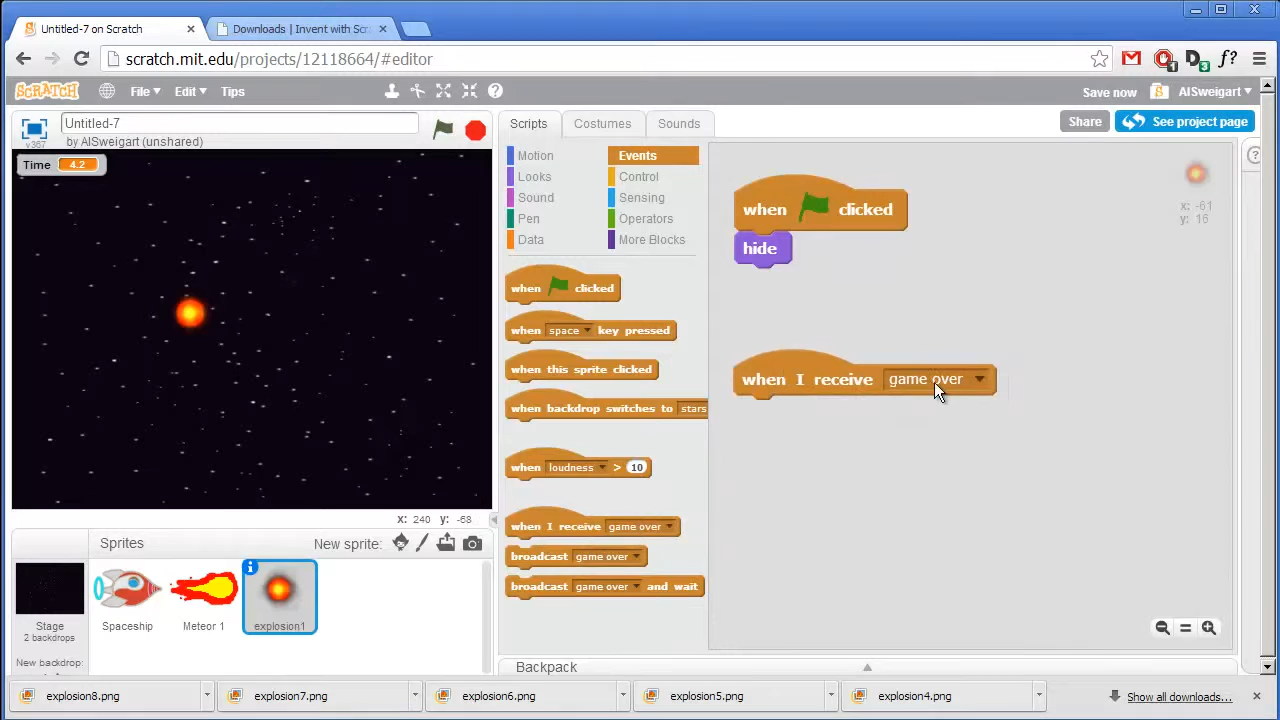 Untitled-7 on Scratch
Downloads | Invent with Scr
scratch.mit.edu/projects/12118664/#editor
1
D
3
f?
SCRATCH
File
Edit
Tips
Save now
AlSweigart
Untitled-7
by AlSweigart (unshared)
v367
Scripts
Costumes
Sounds
Share
See project page
Time 4.2
Motion
Looks
Sound
Pen
Data
Events
Control
Sensing
Operators
More Blocks
when clicked
when space key pressed
when this sprite clicked
when backdrop switches to stars
when loudness > 10
when I receive game over
broadcast game over
broadcast game over and wait
when clicked
hide
when I receive game over
x: -61
y: 16
?
x: 240 y: -68
Sprites
New sprite:
Stage
2 backdrops
New backdrop:
Spaceship
Meteor 1
explosion1
Backpack
explosion8.png
explosion7.png
explosion6.png
explosion5.png
explosion4.png
Show all downloads...